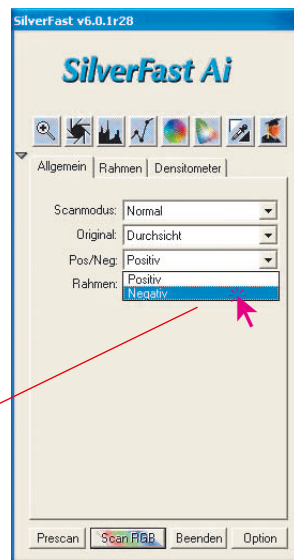 SilverFast v6.0.1r28
SilverFast Ai
Allgemein Rahmen Densitometer
Scanmodus: Normal
Original: Durchsicht
Pos/Neg: Positiv
Rahmen: Positiv
Negativ
Prescan Scan RGB Beenden Option